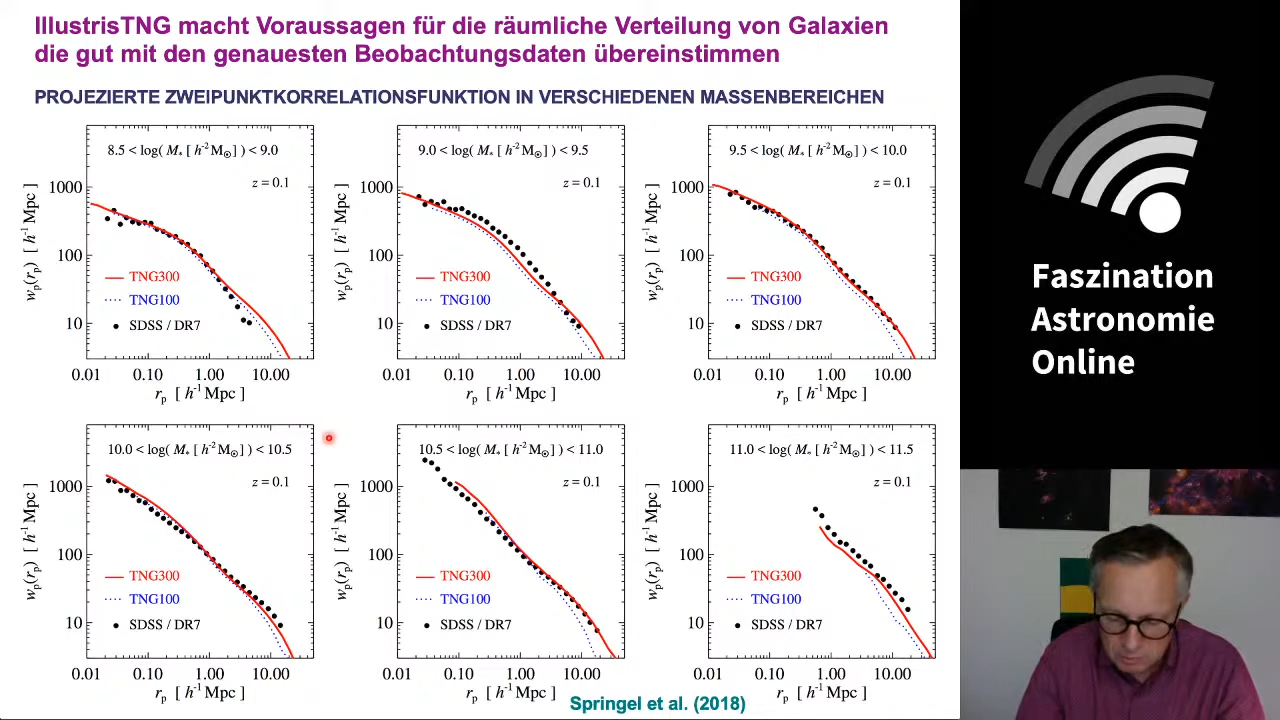 IllustrisTNG macht Voraussagen für die räumliche Verteilung von Galaxien
die gut mit den genauesten Beobachtungsdaten übereinstimmen
PROJEZIERTE ZWEIPUNKTKORRELATIONSFUNKTION IN VERSCHIEDENEN MASSENBEREICHEN
8.5 < log( M* [ h⁻² M☉ ] ) < 9.0
z = 0.1
1000
100
10
wp(rp) [ h⁻¹ Mpc ]
TNG300
TNG100
SDSS / DR7
0.01 0.10 1.00 10.00
rp [ h⁻¹ Mpc ]
9.0 < log( M* [ h⁻² M☉ ] ) < 9.5
z = 0.1
1000
100
10
wp(rp) [ h⁻¹ Mpc ]
TNG300
TNG100
SDSS / DR7
0.01 0.10 1.00 10.00
rp [ h⁻¹ Mpc ]
9.5 < log( M* [ h⁻² M☉ ] ) < 10.0
z = 0.1
1000
100
10
wp(rp) [ h⁻¹ Mpc ]
TNG300
TNG100
SDSS / DR7
0.01 0.10 1.00 10.00
rp [ h⁻¹ Mpc ]
10.0 < log( M* [ h⁻² M☉ ] ) < 10.5
z = 0.1
1000
100
10
wp(rp) [ h⁻¹ Mpc ]
TNG300
TNG100
SDSS / DR7
0.01 0.10 1.00 10.00
rp [ h⁻¹ Mpc ]
10.5 < log( M* [ h⁻² M☉ ] ) < 11.0
z = 0.1
1000
100
10
wp(rp) [ h⁻¹ Mpc ]
TNG300
TNG100
SDSS / DR7
0.01 0.10 1.00 10.00
rp [ h⁻¹ Mpc ]
11.0 < log( M* [ h⁻² M☉ ] ) < 11.5
z = 0.1
1000
100
10
wp(rp) [ h⁻¹ Mpc ]
TNG300
TNG100
SDSS / DR7
0.01 0.10 1.00 10.00
rp [ h⁻¹ Mpc ]
Springel et al. (2018)
Faszination
Astronomie
Online